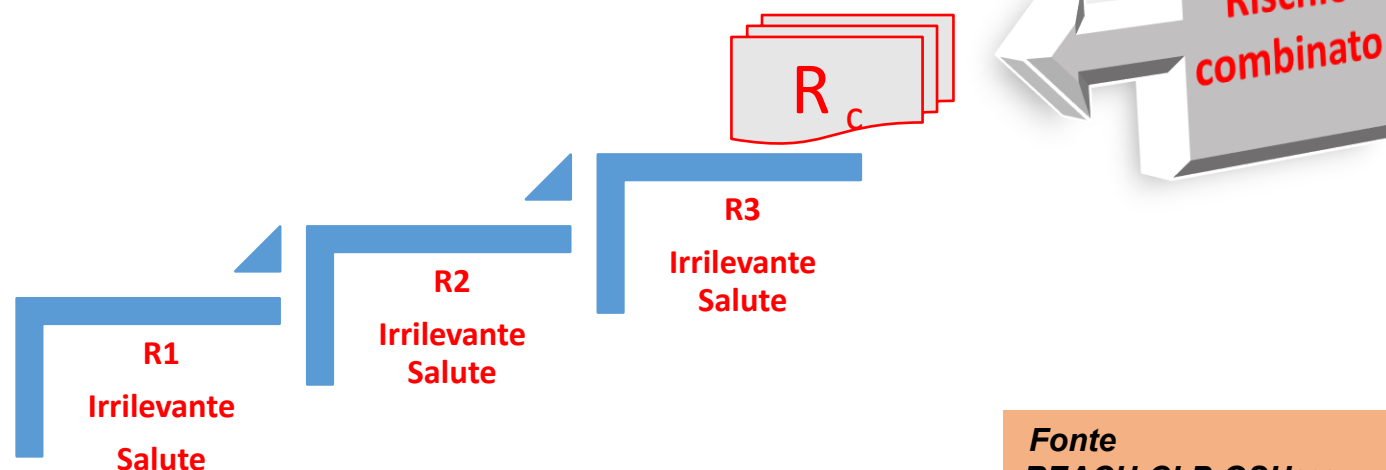 Rischio
combinato
R c
R3
Irrilevante
Salute
R2
Irrilevante
Salute
R1
Irrilevante
Salute
Fonte